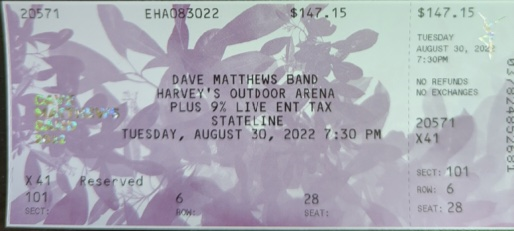 20571 EHA083022 $147.15
DAVE MATTHEWS BAND
HARVEY'S OUTDOOR ARENA
PLUS 9% LIVE ENT TAX
STATELINE
TUESDAY, AUGUST 30, 2022 7:30 PM
X41 Reserved
101 6 28
SECT: ROW: SEAT:
$147.15
TUESDAY
AUGUST 30, 2022
7:30PM
NO REFUNDS
NO EXCHANGES
20571
X41
SECT: 101
ROW: 6
SEAT: 28